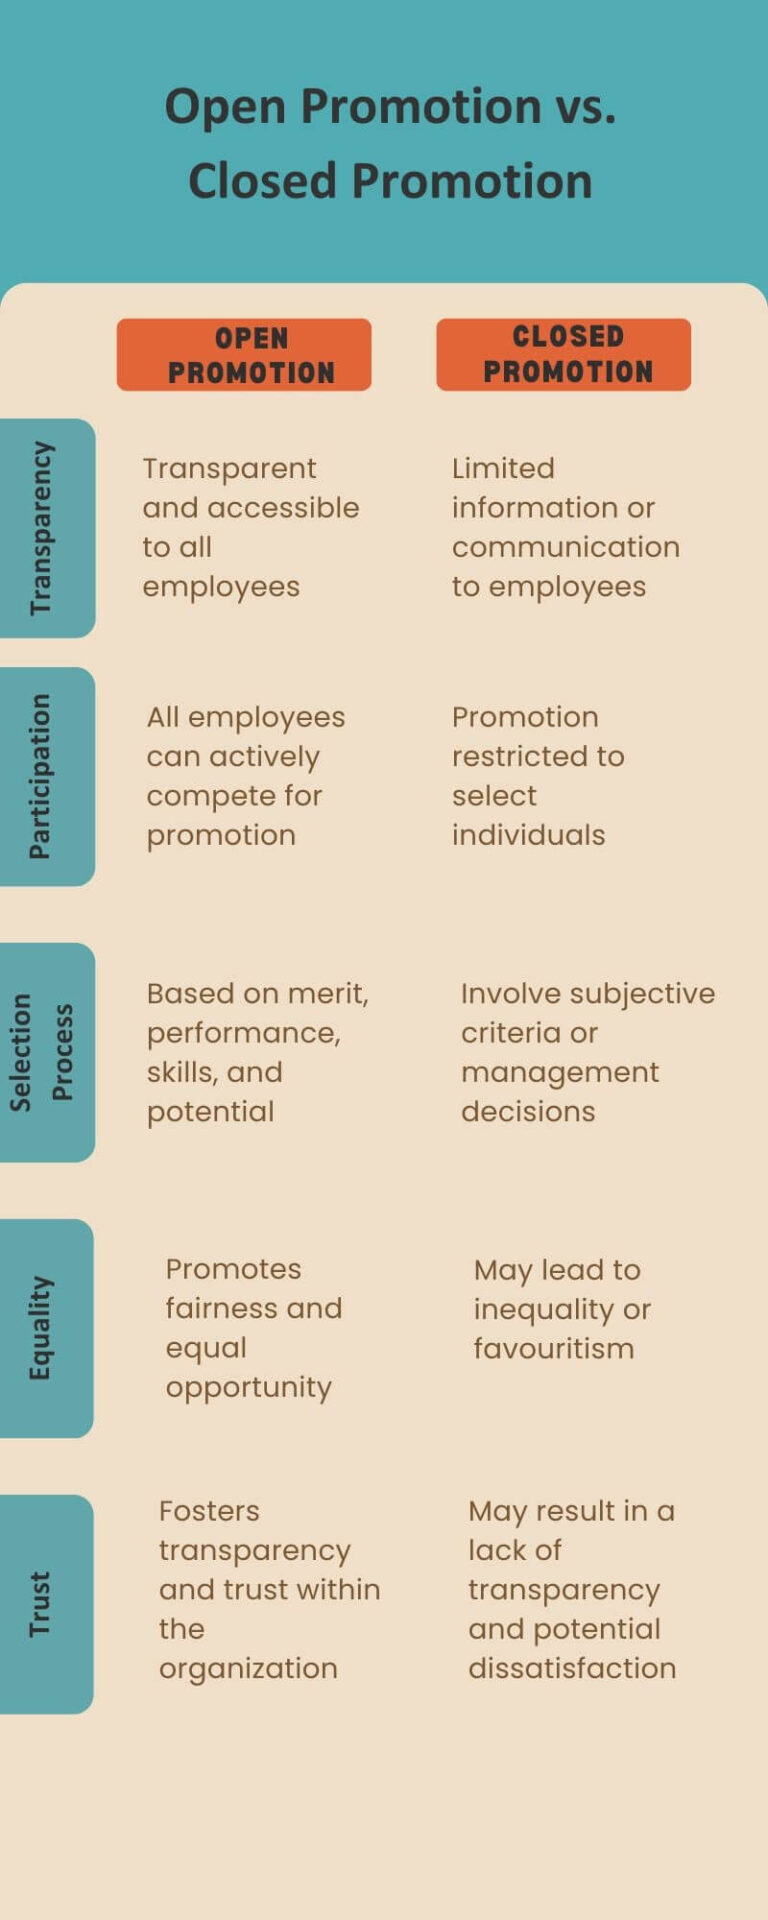 Open Promotion vs.
Closed Promotion
OPEN
PROMOTION
CLOSED
PROMOTION
Transparency
Transparent
and accessible
to all
employees
Limited
information or
communication
to employees
Participation
All employees
can actively
compete for
promotion
Promotion
restricted to
select
individuals
Selection
Process
Based on merit,
performance,
skills, and
potential
Involve subjective
criteria or
management
decisions
Equality
Promotes
fairness and
equal
opportunity
May lead to
inequality or
favouritism
Trust
Fosters
transparency
and trust within
the
organization
May result in a
lack of
transparency
and potential
dissatisfaction